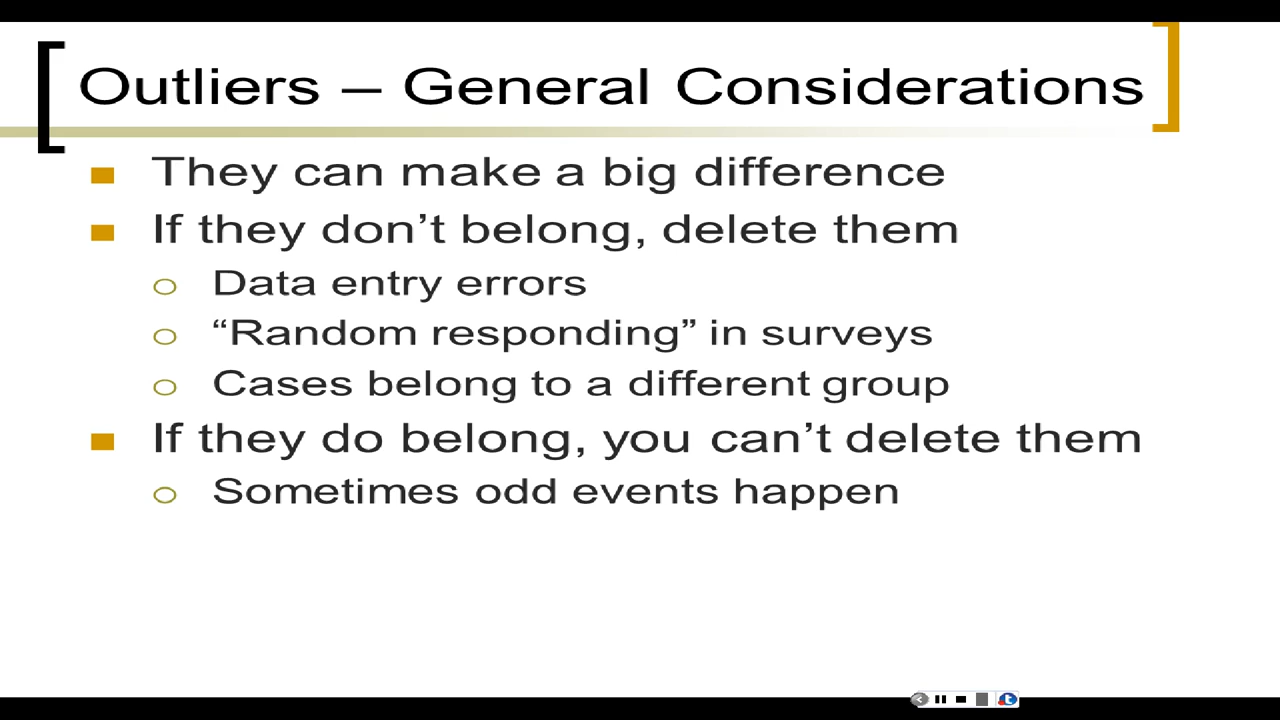 Outliers – General Considerations
They can make a big difference
If they don’t belong, delete them
Data entry errors
“Random responding” in surveys
Cases belong to a different group
If they do belong, you can’t delete them
Sometimes odd events happen